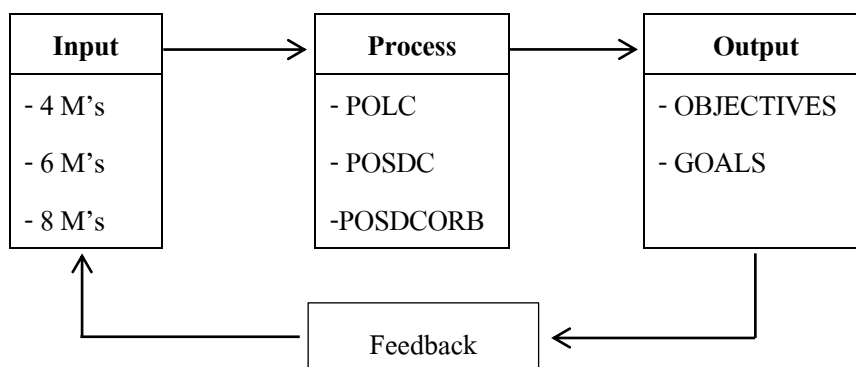 Input
- 4 M’s
- 6 M’s
- 8 M’s
Process
- POLC
- POSDC
-POSDCORB
Output
- OBJECTIVES
- GOALS
Feedback